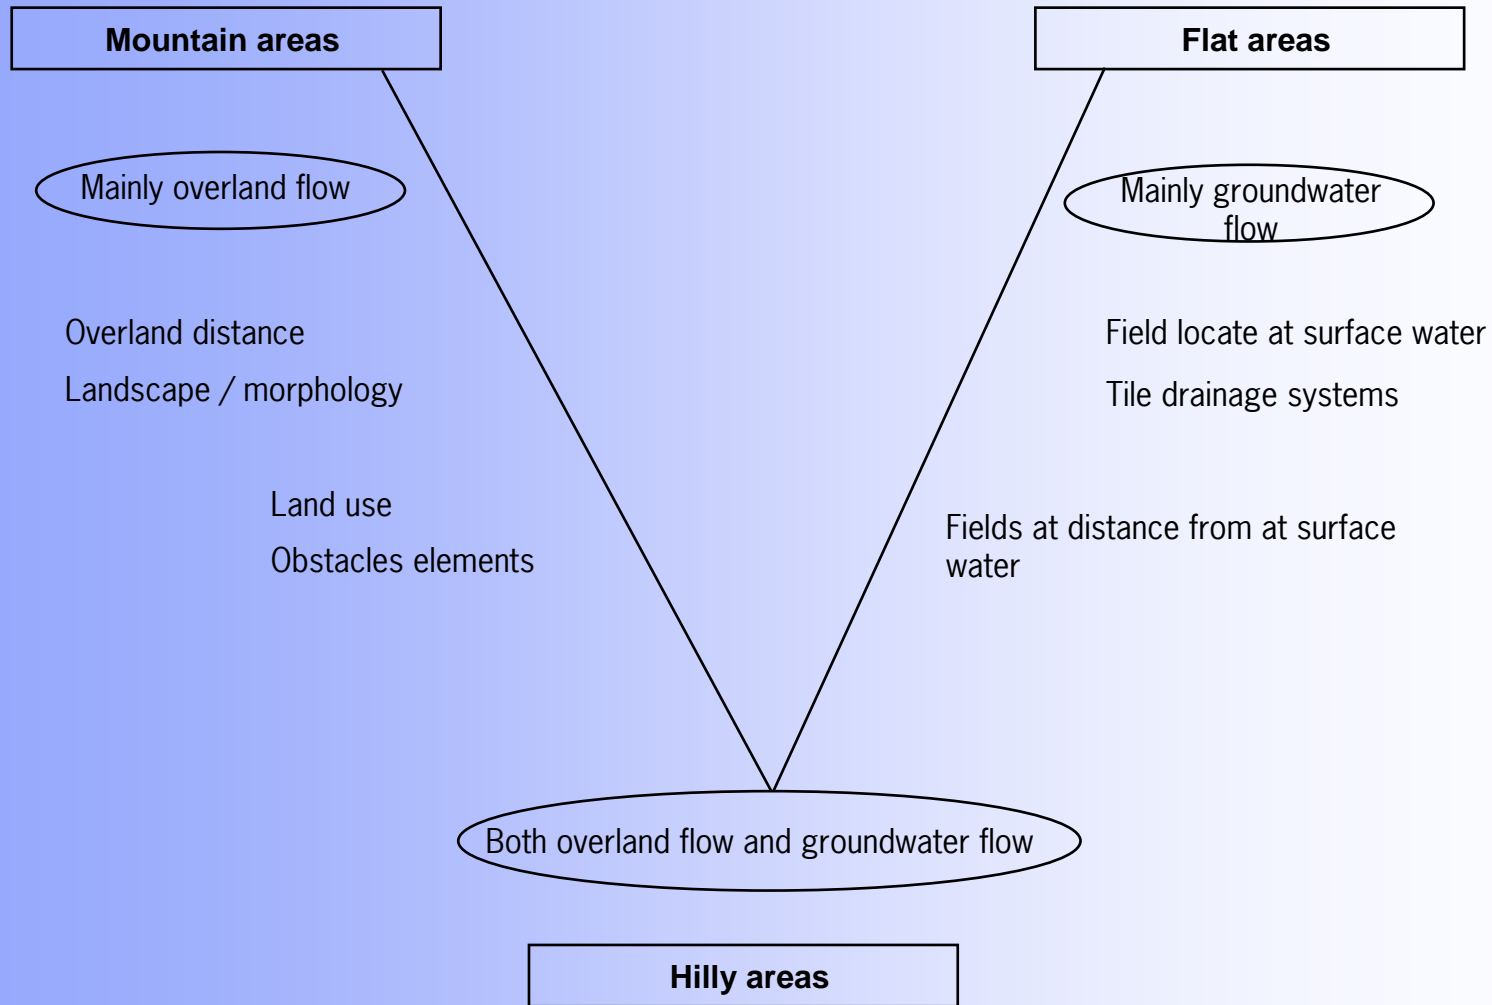 Mountain areas
Flat areas
Mainly overland flow
Mainly groundwater
flow
Overland distance
Landscape / morphology
Field locate at surface water
Tile drainage systems
Land use
Obstacles elements
Fields at distance from at surface
water
Both overland flow and groundwater flow
Hilly areas